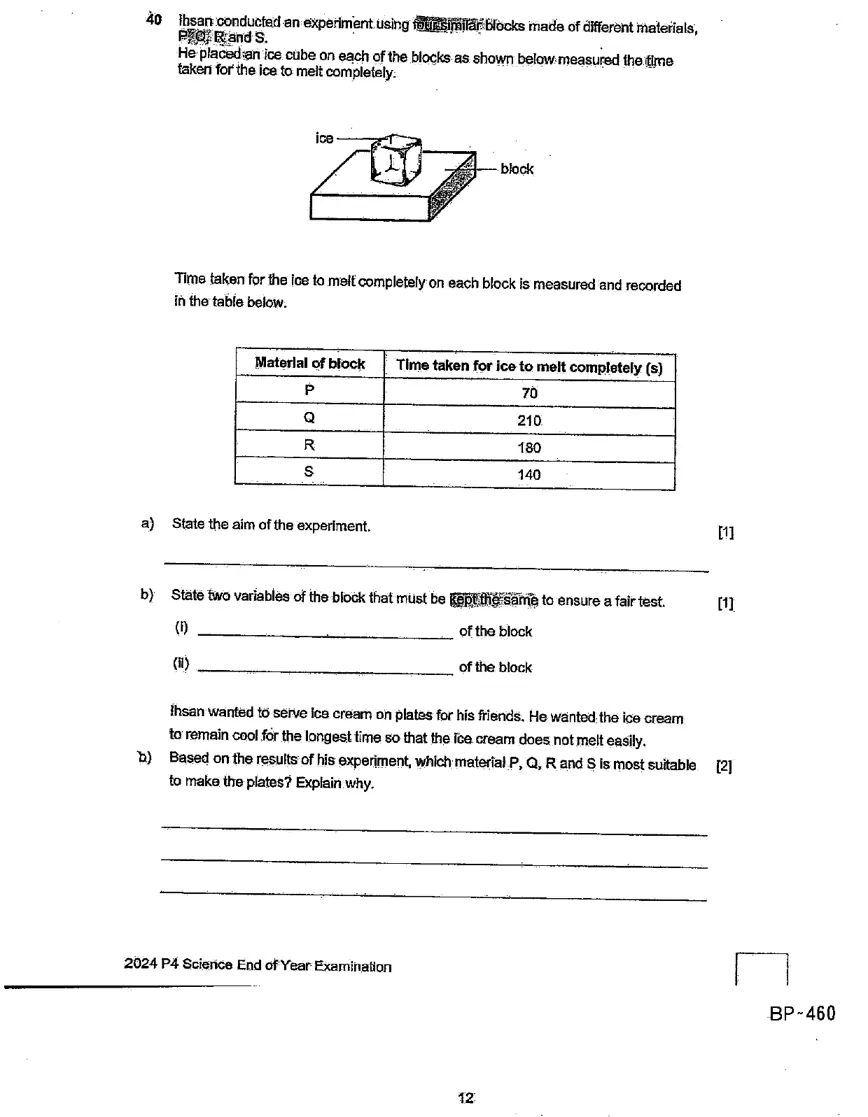 40 Ihsan conducted an experiment using four similar blocks made of different materials,
P, Q, R and S.
He placed an ice cube on each of the blocks as shown below measured the time
taken for the ice to melt completely.
ice
block
Time taken for the ice to melt completely on each block is measured and recorded
in the table below.
Material of block Time taken for ice to melt completely (s)
P 70
Q 210
R 180
S 140
a) State the aim of the experiment. [1]
b) State two variables of the block that must be kept the same to ensure a fair test. [1]
(i) of the block
(ii) of the block
Ihsan wanted to serve ice cream on plates for his friends. He wanted the ice cream
to remain cool for the longest time so that the ice cream does not melt easily.
b) Based on the results of his experiment, which material P, Q, R and S is most suitable [2]
to make the plates? Explain why.
2024 P4 Science End of Year Examination
BP-460
12